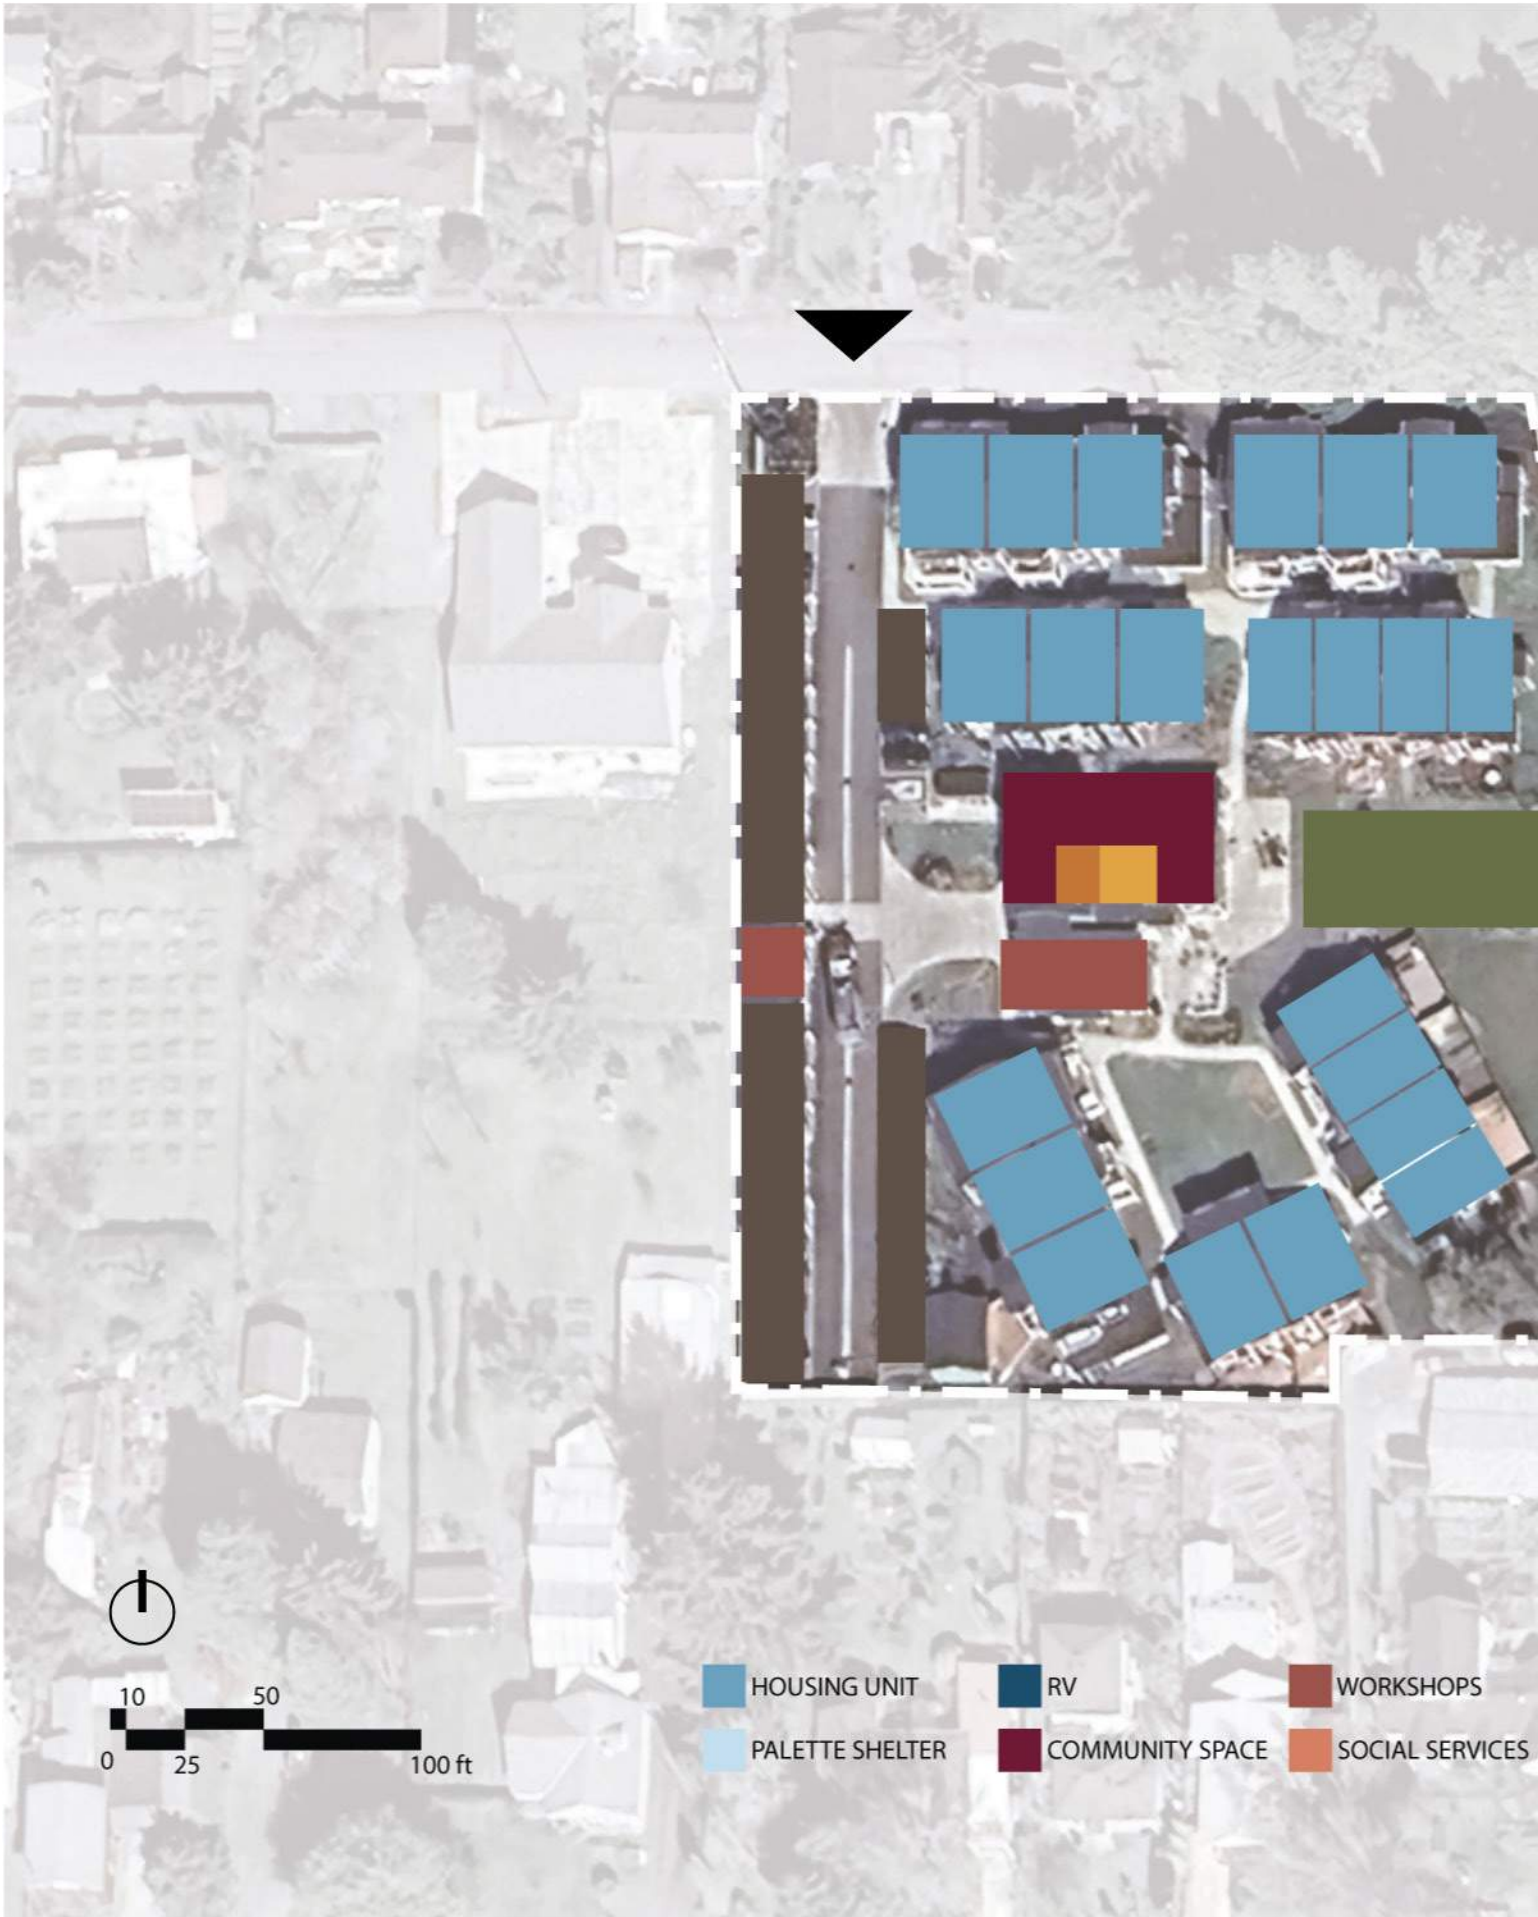 10 50
0 25 100 ft
HOUSING UNIT RV WORKSHOPS
PALETTE SHELTER COMMUNITY SPACE SOCIAL SERVICES